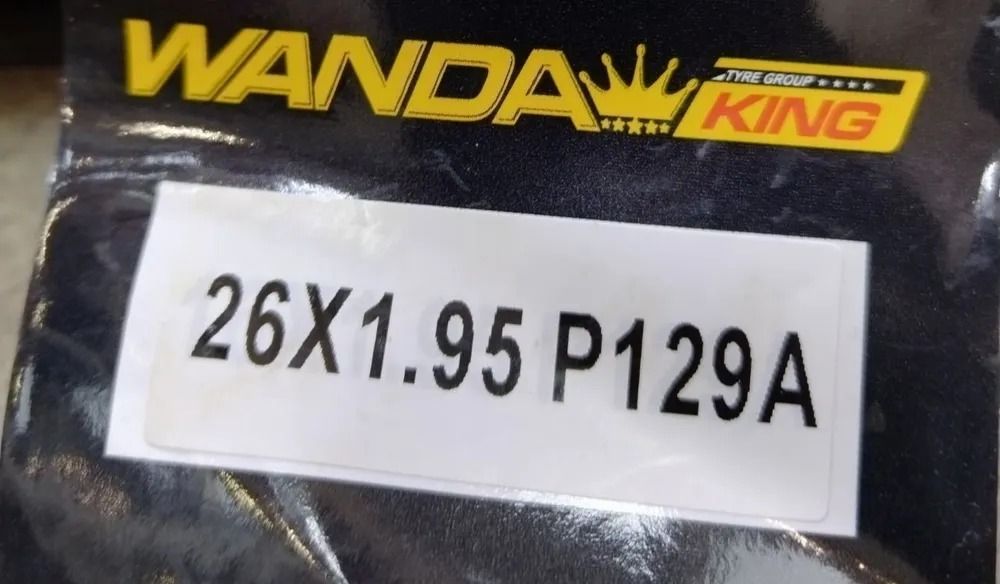 WANDA
TYRE GROUP ★★★★
KING
26X1.95 P129A